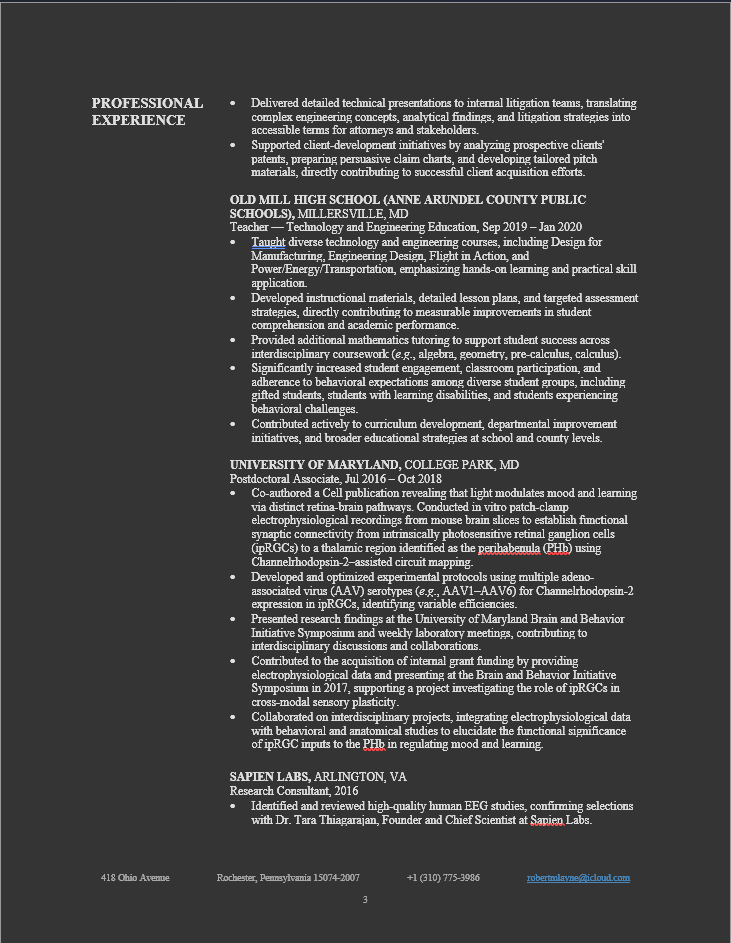 PROFESSIONAL
EXPERIENCE
• Delivered detailed technical presentations to internal litigation teams, translating
complex engineering concepts, analytical findings, and litigation strategies into
accessible terms for attorneys and stakeholders.
• Supported client-development initiatives by analyzing prospective clients'
patents, preparing persuasive claim charts, and developing tailored pitch
materials, directly contributing to successful client acquisition efforts.
OLD MILL HIGH SCHOOL (ANNE ARUNDEL COUNTY PUBLIC
SCHOOLS), MILLERSVILLE, MD
Teacher — Technology and Engineering Education, Sep 2019 – Jan 2020
• Taught diverse technology and engineering courses, including Design for
Manufacturing, Engineering Design, Flight in Action, and
Power/Energy/Transportation, emphasizing hands-on learning and practical skill
application.
• Developed instructional materials, detailed lesson plans, and targeted assessment
strategies, directly contributing to measurable improvements in student
comprehension and academic performance.
• Provided additional mathematics tutoring to support student success across
interdisciplinary coursework (e.g., algebra, geometry, pre-calculus, calculus).
• Significantly increased student engagement, classroom participation, and
adherence to behavioral expectations among diverse student groups, including
gifted students, students with learning disabilities, and students experiencing
behavioral challenges.
• Contributed actively to curriculum development, departmental improvement
initiatives, and broader educational strategies at school and county levels.
UNIVERSITY OF MARYLAND, COLLEGE PARK, MD
Postdoctoral Associate, Jul 2016 – Oct 2018
• Co-authored a Cell publication revealing that light modulates mood and learning
via distinct retina-brain pathways. Conducted in vitro patch-clamp
electrophysiological recordings from mouse brain slices to establish functional
synaptic connectivity from intrinsically photosensitive retinal ganglion cells
(ipRGCs) to a thalamic region identified as the perihabenula (PHb) using
Channelrhodopsin-2–assisted circuit mapping.
• Developed and optimized experimental protocols using multiple adeno-
associated virus (AAV) serotypes (e.g., AAV1–AAV6) for Channelrhodopsin-2
expression in ipRGCs, identifying variable efficiencies.
• Presented research findings at the University of Maryland Brain and Behavior
Initiative Symposium and weekly laboratory meetings, contributing to
interdisciplinary discussions and collaborations.
• Contributed to the acquisition of internal grant funding by providing
electrophysiological data and presenting at the Brain and Behavior Initiative
Symposium in 2017, supporting a project investigating the role of ipRGCs in
cross-modal sensory plasticity.
• Collaborated on interdisciplinary projects, integrating electrophysiological data
with behavioral and anatomical studies to elucidate the functional significance
of ipRGC inputs to the PHb in regulating mood and learning.
SAPIEN LABS, ARLINGTON, VA
Research Consultant, 2016
• Identified and reviewed high-quality human EEG studies, confirming selections
with Dr. Tara Thiagarajan, Founder and Chief Scientist at Sapien Labs.
418 Ohio Avenue Rochester, Pennsylvania 15074-2007 +1 (310) 775-3986 robertmlayne@icloud.com
3